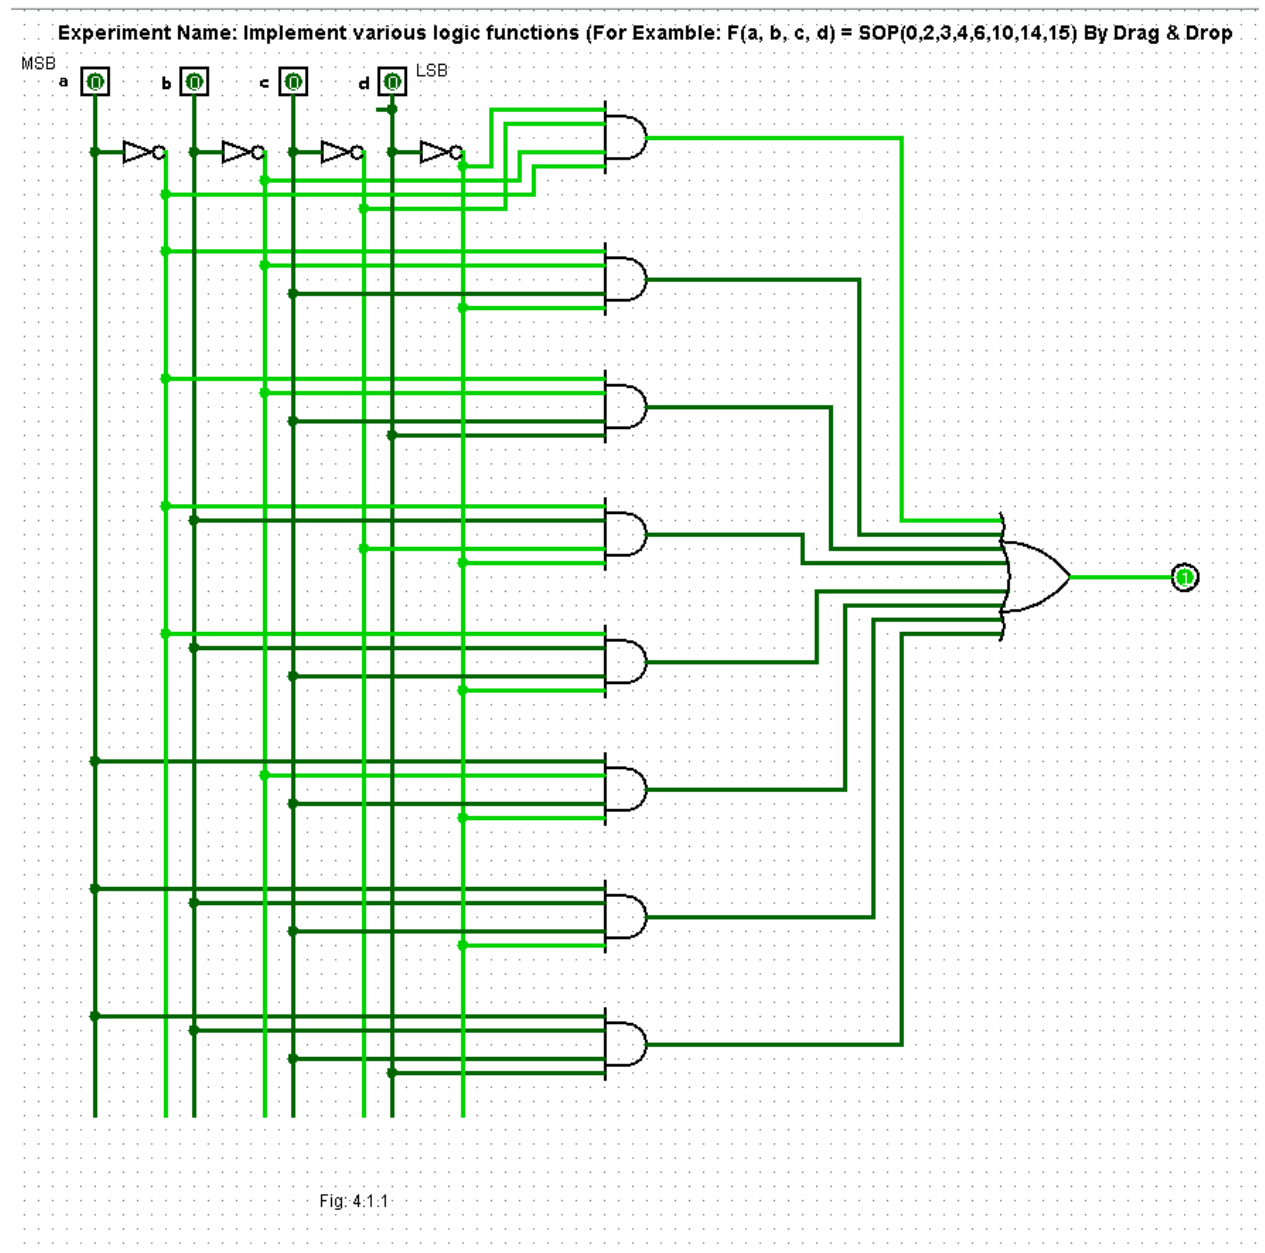 Experiment Name: Implement various logic functions (For Examble: F(a, b, c, d) = SOP(0,2,3,4,6,10,14,15) By Drag & Drop
MSB
a 0 b 0 c 0 d 0 LSB
1
Fig: 4.1.1